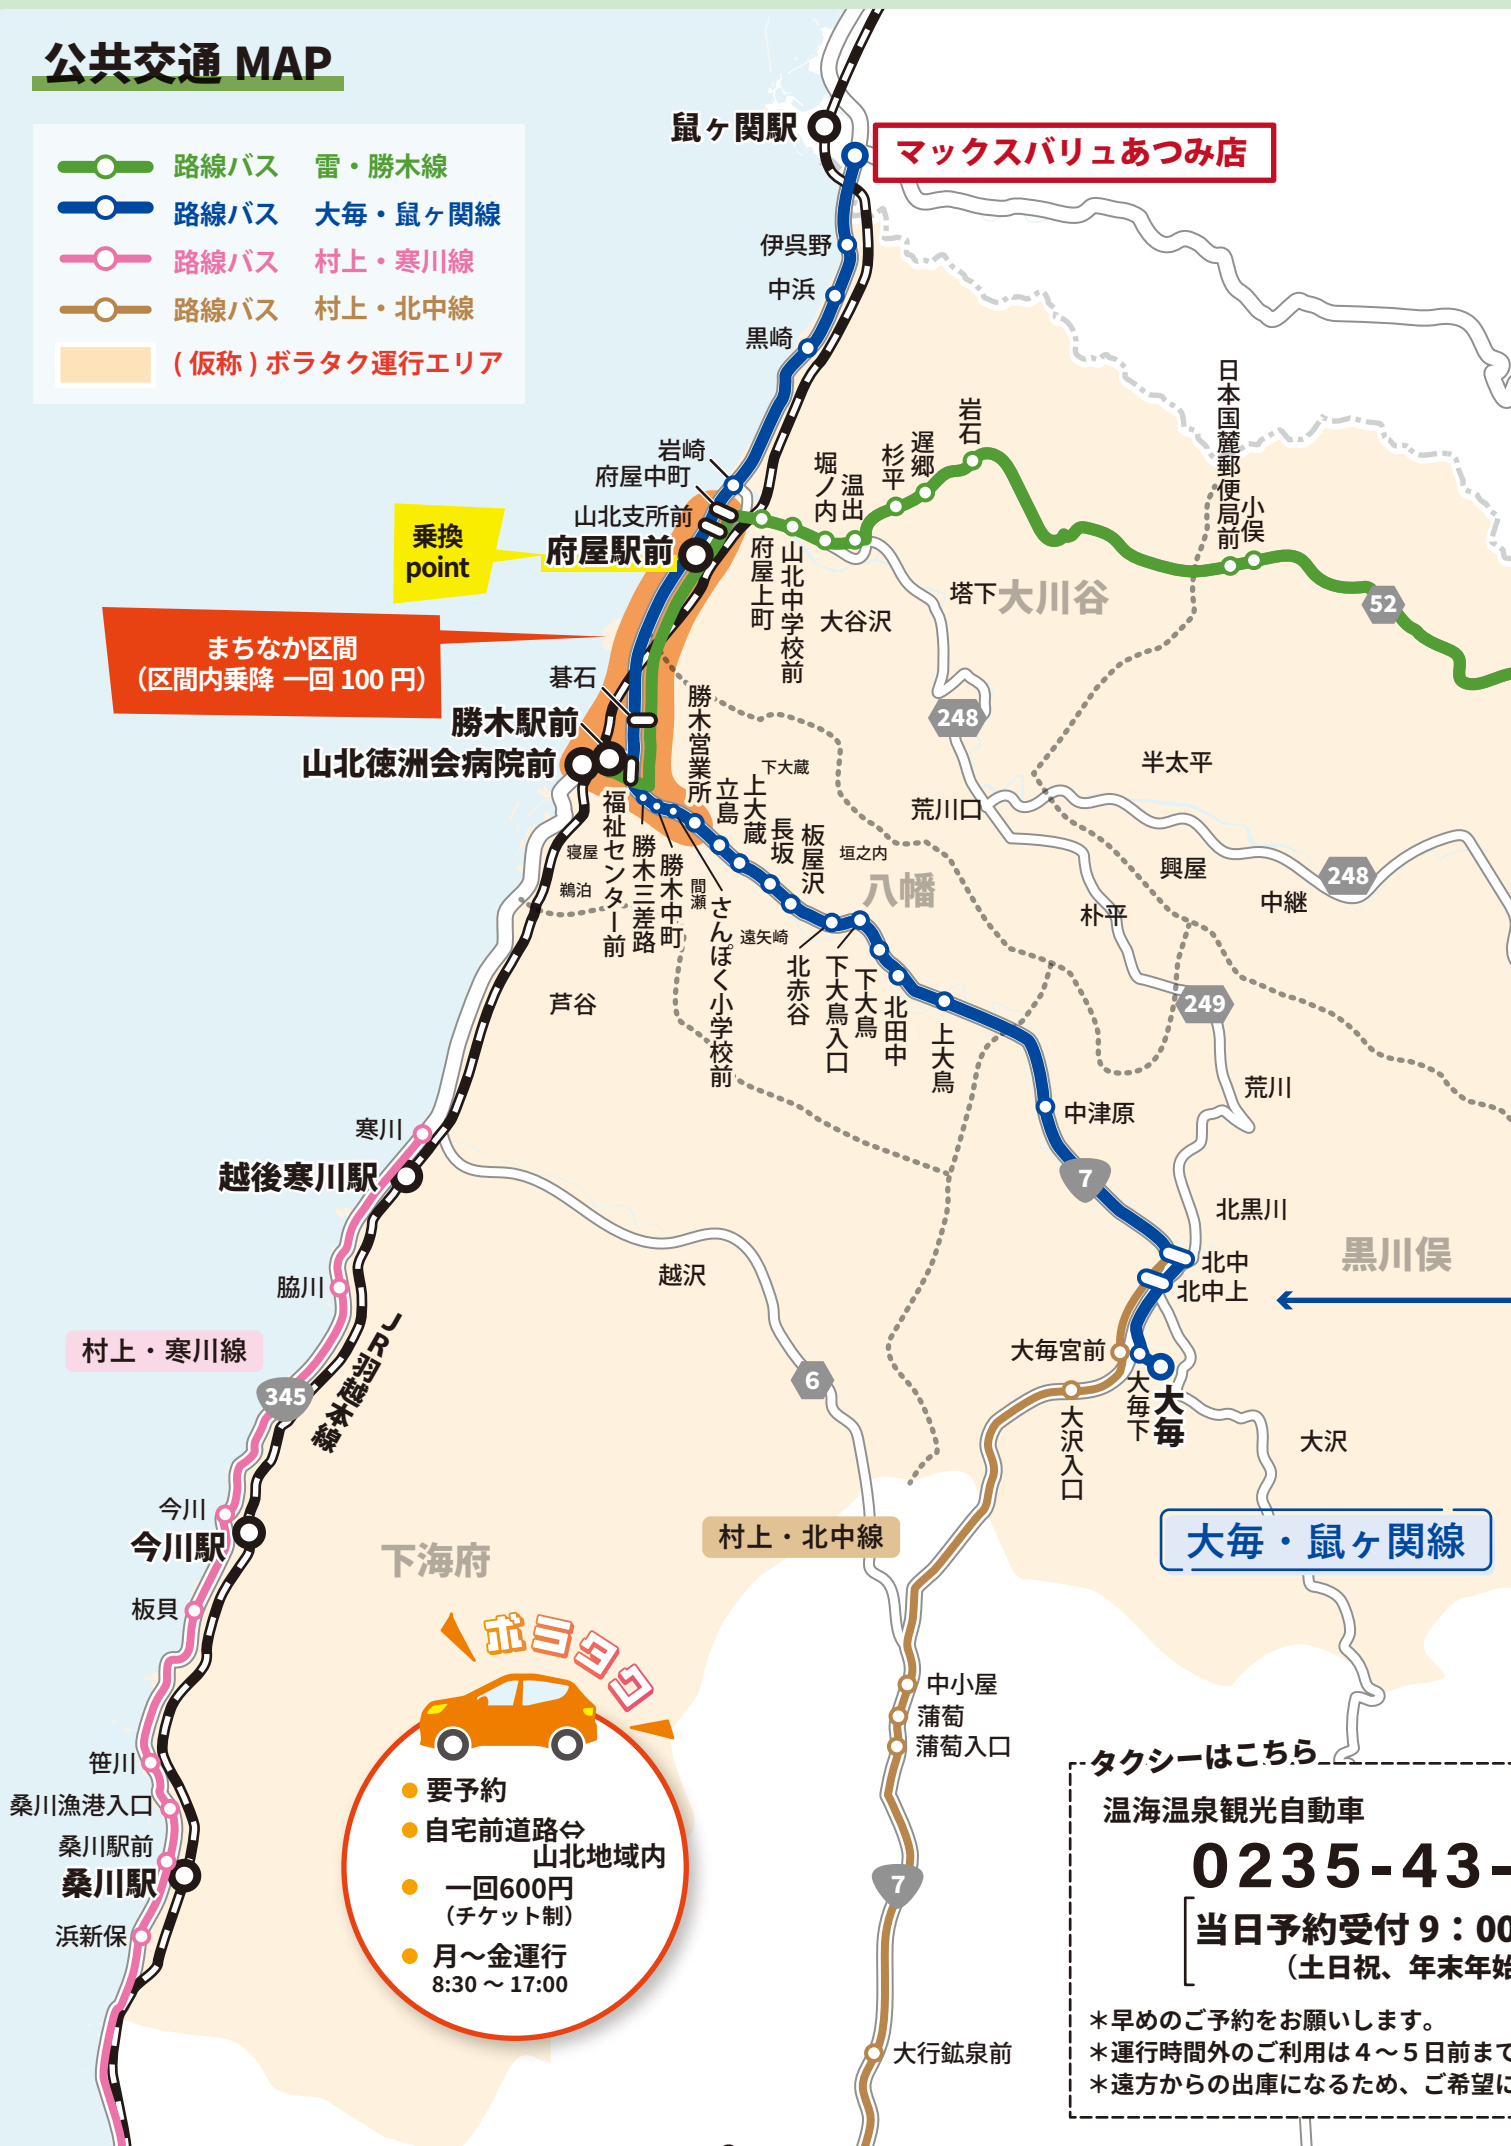 公共交通 MAP
路線バス 雷・勝木線
路線バス 大毎・鼠ヶ関線
路線バス 村上・寒川線
路線バス 村上・北中線
(仮称)ボラタク運行エリア
鼠ヶ関駅
マックスバリュあつみ店
伊呉野
中浜
黒崎
岩崎
府屋中町
山北支所前
府屋駅前
乗換
point
まちなか区間
（区間内乗降 一回 100 円）
碁石
勝木駅前
山北徳洲会病院前
府屋上町
山北中学校前
堀ノ内
温出
杉平
遅郷
岩石
日本国麓郵便局前
小俣
52
塔下
大川谷
大谷沢
248
半太平
荒川口
興屋
248
中継
朴平
249
荒川
勝木営業所
立島
上大蔵
下大蔵
長坂
板屋沢
垣之内
八幡
寝屋
鵜泊
福祉センター前
勝木三差路
勝木中町
間瀬
さんぽく小学校前
遠矢崎
北赤谷
下大鳥入口
下大鳥
北田中
上大鳥
芦谷
中津原
7
北黒川
黒川俣
北中
北中上
寒川
越後寒川駅
脇川
越沢
村上・寒川線
345
JR羽越本線
6
大毎宮前
大毎下
大毎
大沢入口
大沢
今川
今川駅
村上・北中線
大毎・鼠ヶ関線
下海府
板貝
ボラタク
中小屋
蒲萄
蒲萄入口
笹川
桑川漁港入口
桑川駅前
桑川駅
浜新保
要予約
自宅前道路⇔
山北地域内
一回600円
（チケット制）
月〜金運行
8:30 〜 17:00
7
大行鉱泉前
タクシーはこちら
温海温泉観光自動車
0235-43-
当日予約受付 9：00
（土日祝、年末年始
＊早めのご予約をお願いします。
＊運行時間外のご利用は４〜５日前まで
＊遠方からの出庫になるため、ご希望に